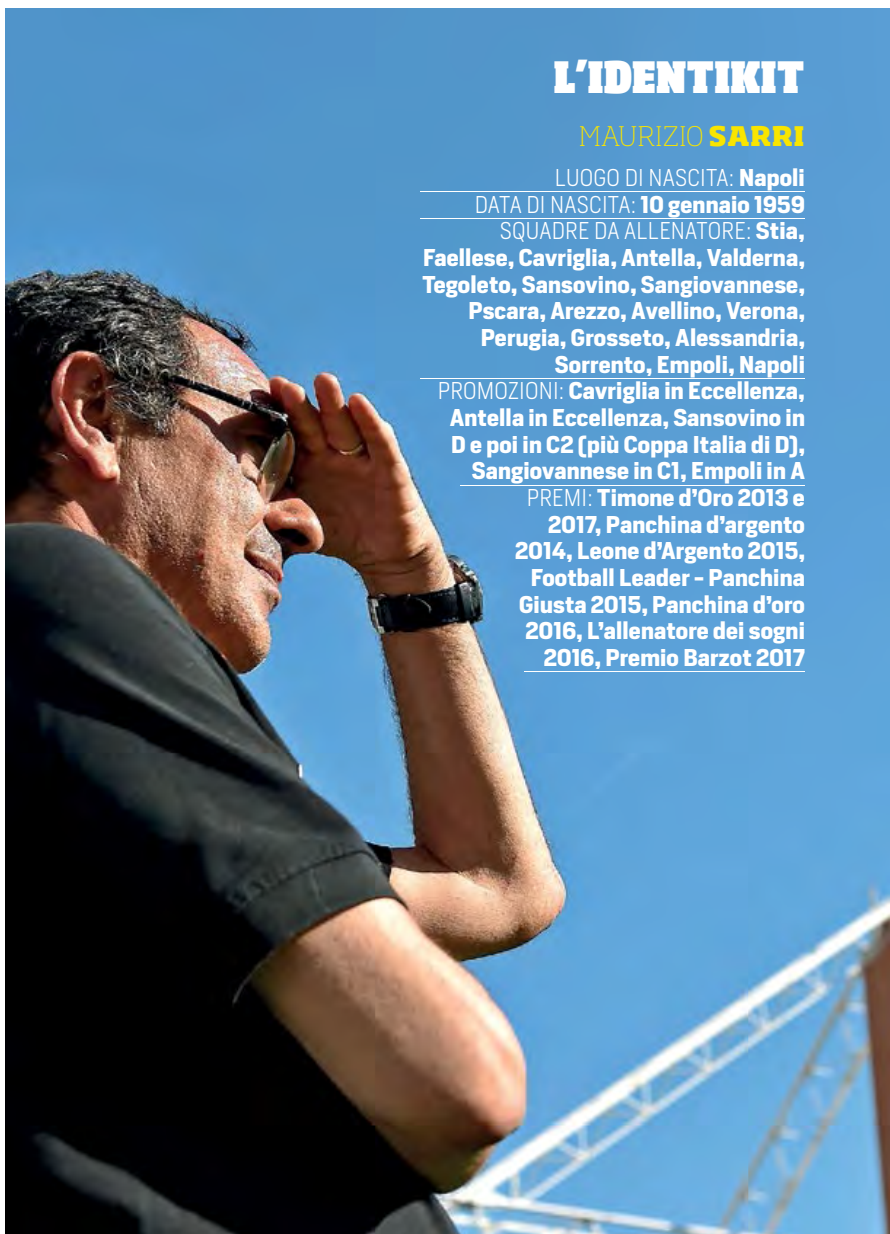 L'IDENTIKIT
MAURIZIO SARRI
LUOGO DI NASCITA: Napoli
DATA DI NASCITA: 10 gennaio 1959
SQUADRE DA ALLENATORE: Stia,
Faellese, Cavriglia, Antella, Valderna,
Tegoleto, Sansovino, Sangiovannese,
Pscara, Arezzo, Avellino, Verona,
Perugia, Grosseto, Alessandria,
Sorrento, Empoli, Napoli
PROMOZIONI: Cavriglia in Eccellenza,
Antella in Eccellenza, Sansovino in
D e poi in C2 (più Coppa Italia di D),
Sangiovannese in C1, Empoli in A
PREMI: Timone d'Oro 2013 e
2017, Panchina d'argento
2014, Leone d'Argento 2015,
Football Leader - Panchina
Giusta 2015, Panchina d'oro
2016, L'allenatore dei sogni
2016, Premio Barzot 2017